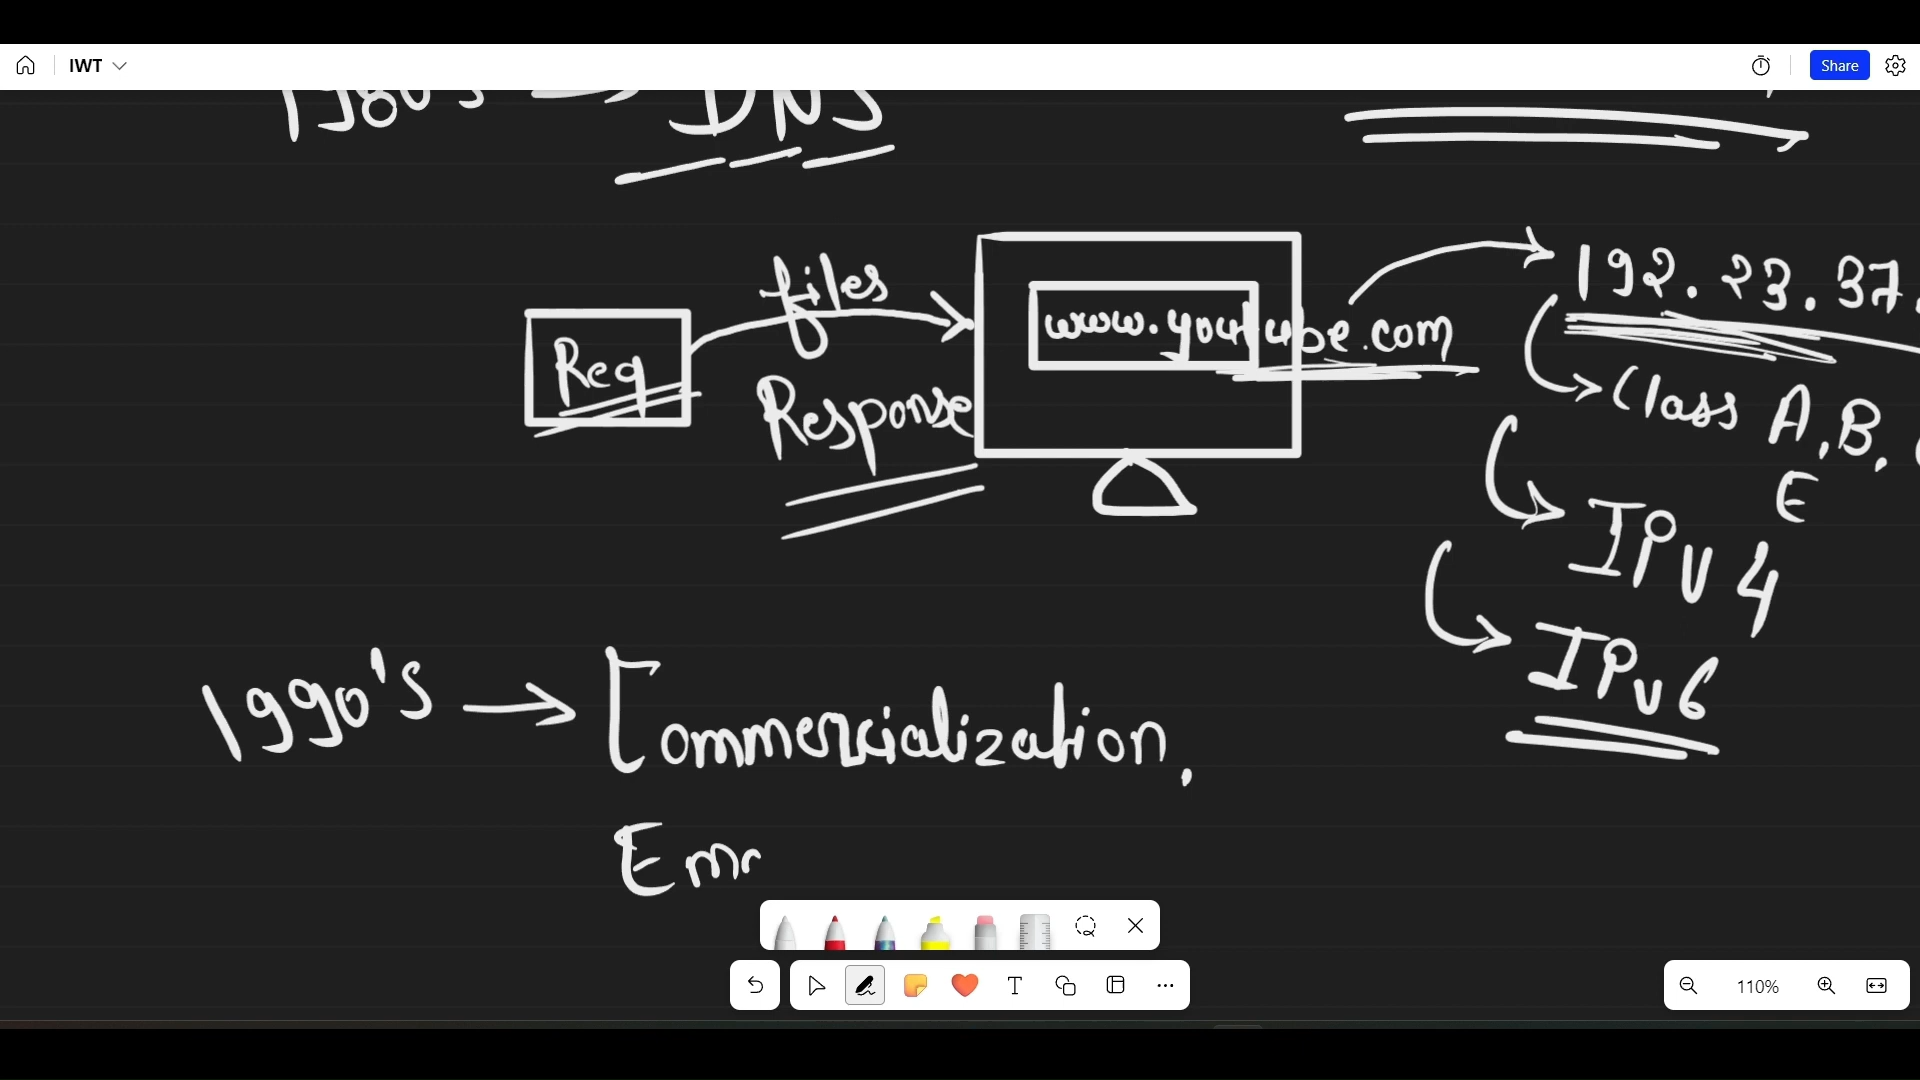 IWT
Share
1980's → DNS
files
192.23.37.
www.youtube.com
Req
Response
Class A,B,
E
IPv4
IPv6
1990's → Commercialization,
Em
110%